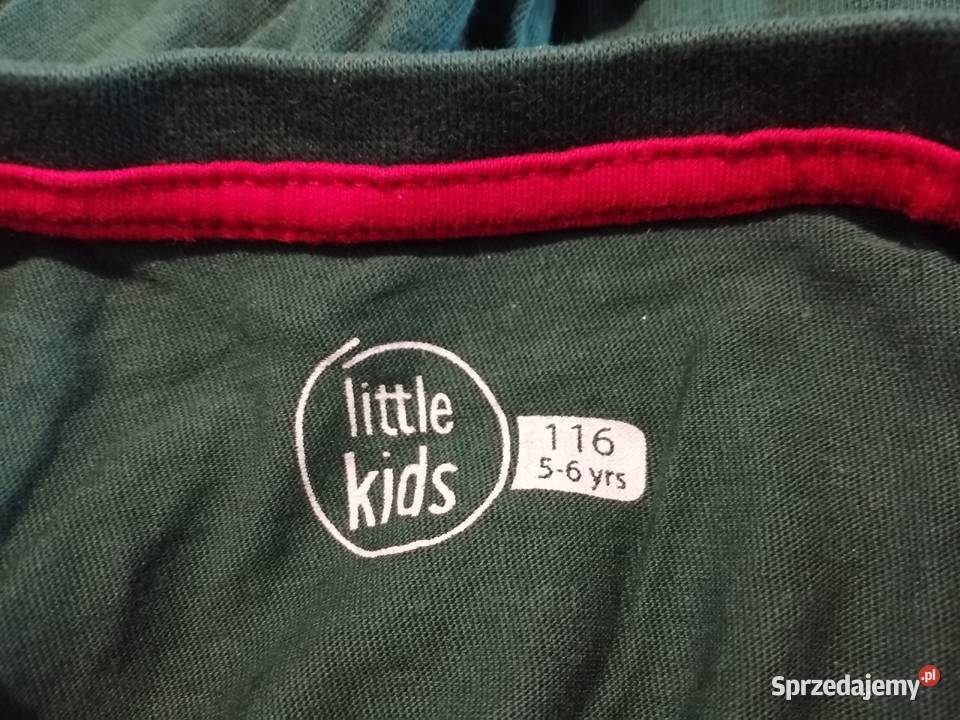 little
kids
116
5-6 yrs
Sprzedajemy.pl